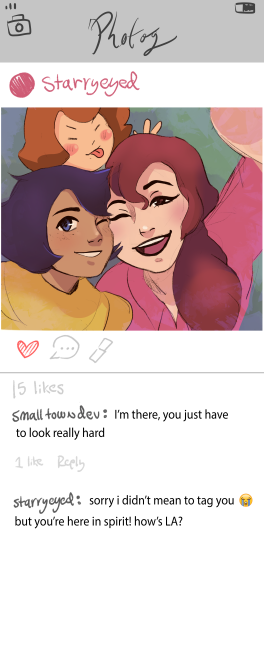 Photog
Starryeyed
15 likes
smalltowndev: I'm there, you just have
to look really hard
1 like Reply
starryeyed: sorry i didn't mean to tag you 😭
but you're here in spirit! how's LA?